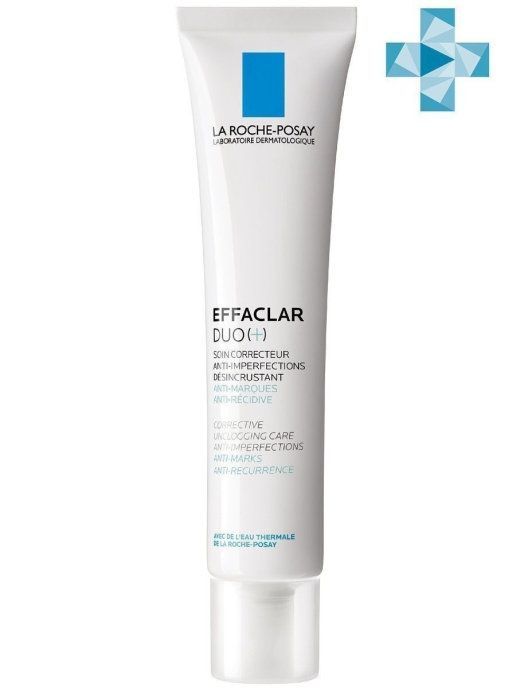 LA ROCHE-POSAY
LABORATOIRE DERMATOLOGIQUE
EFFACLAR
DUO(+)
SOIN CORRECTEUR
ANTI-IMPERFECTIONS
DÉSINCRUSTANT
ANTI-MARQUES
ANTI-RÉCIDIVE
CORRECTIVE
UNCLOGGING CARE
ANTI-IMPERFECTIONS
ANTI-MARKS
ANTI-RECURRENCE
AVEC DE L'EAU THERMALE
DE LA ROCHE-POSAY